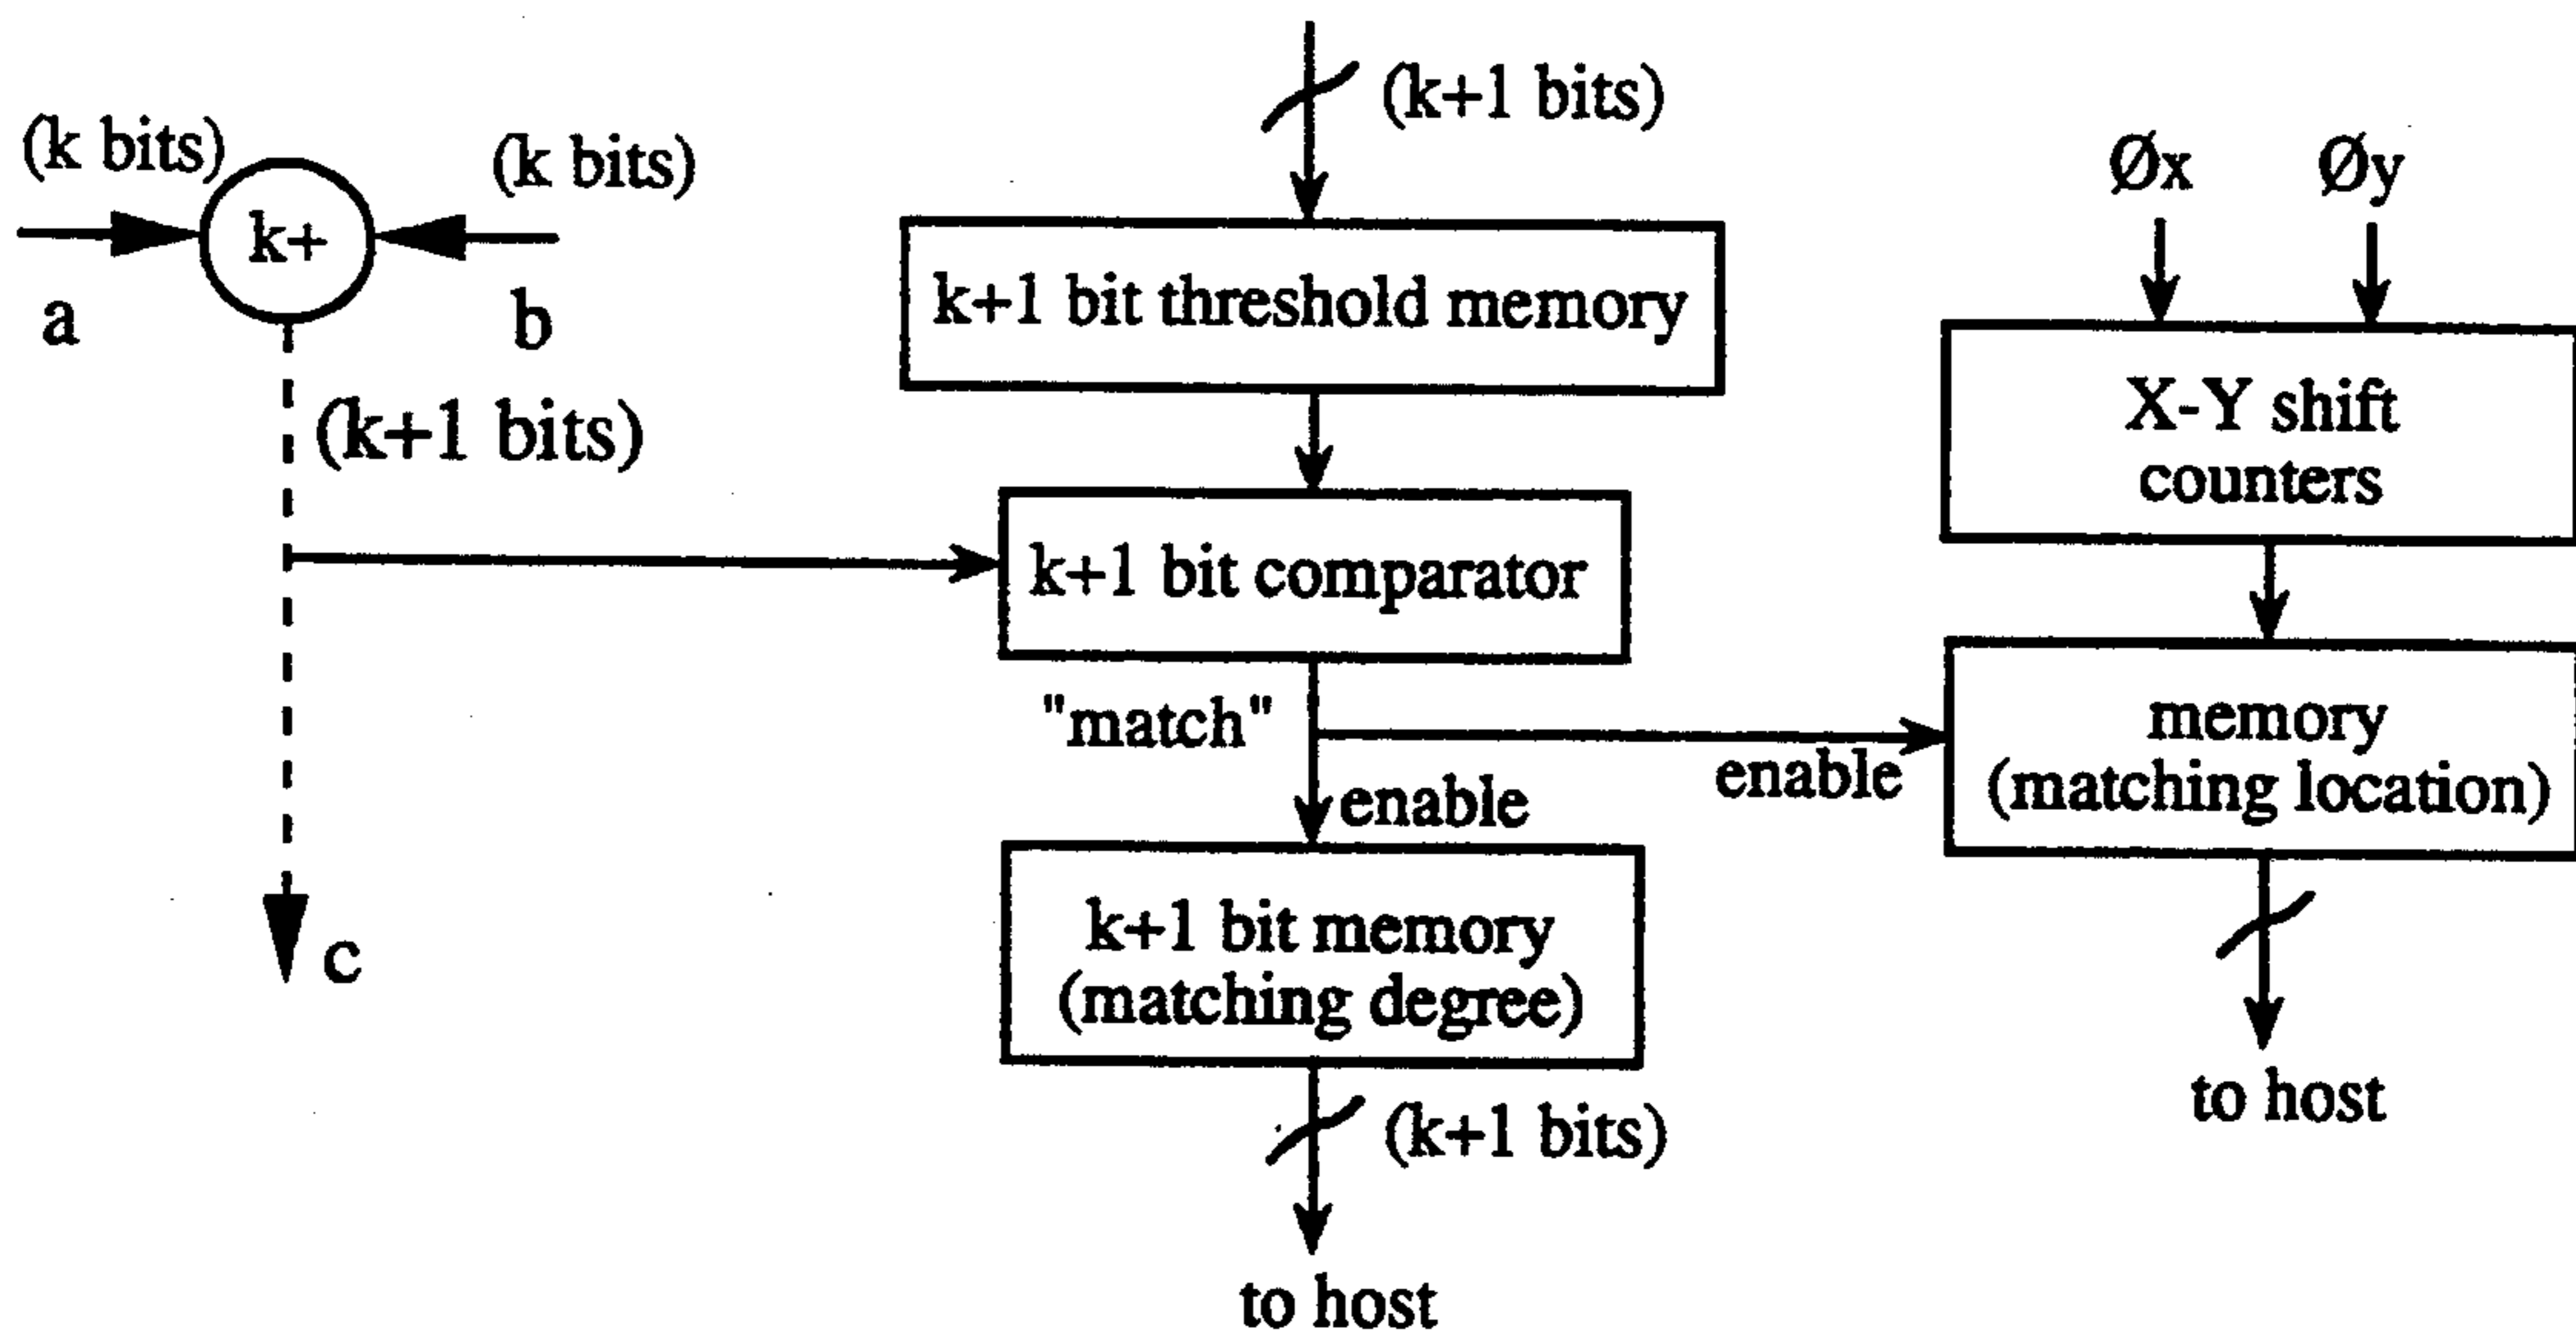 (k bits)
k+
(k bits)
a
b
(k+1 bits)
c
(k+1 bits)
k+1 bit threshold memory
k+1 bit comparator
"match"
enable
enable
k+1 bit memory
(matching degree)
(k+1 bits)
to host
Øx
Øy
X-Y shift
counters
memory
(matching location)
to host